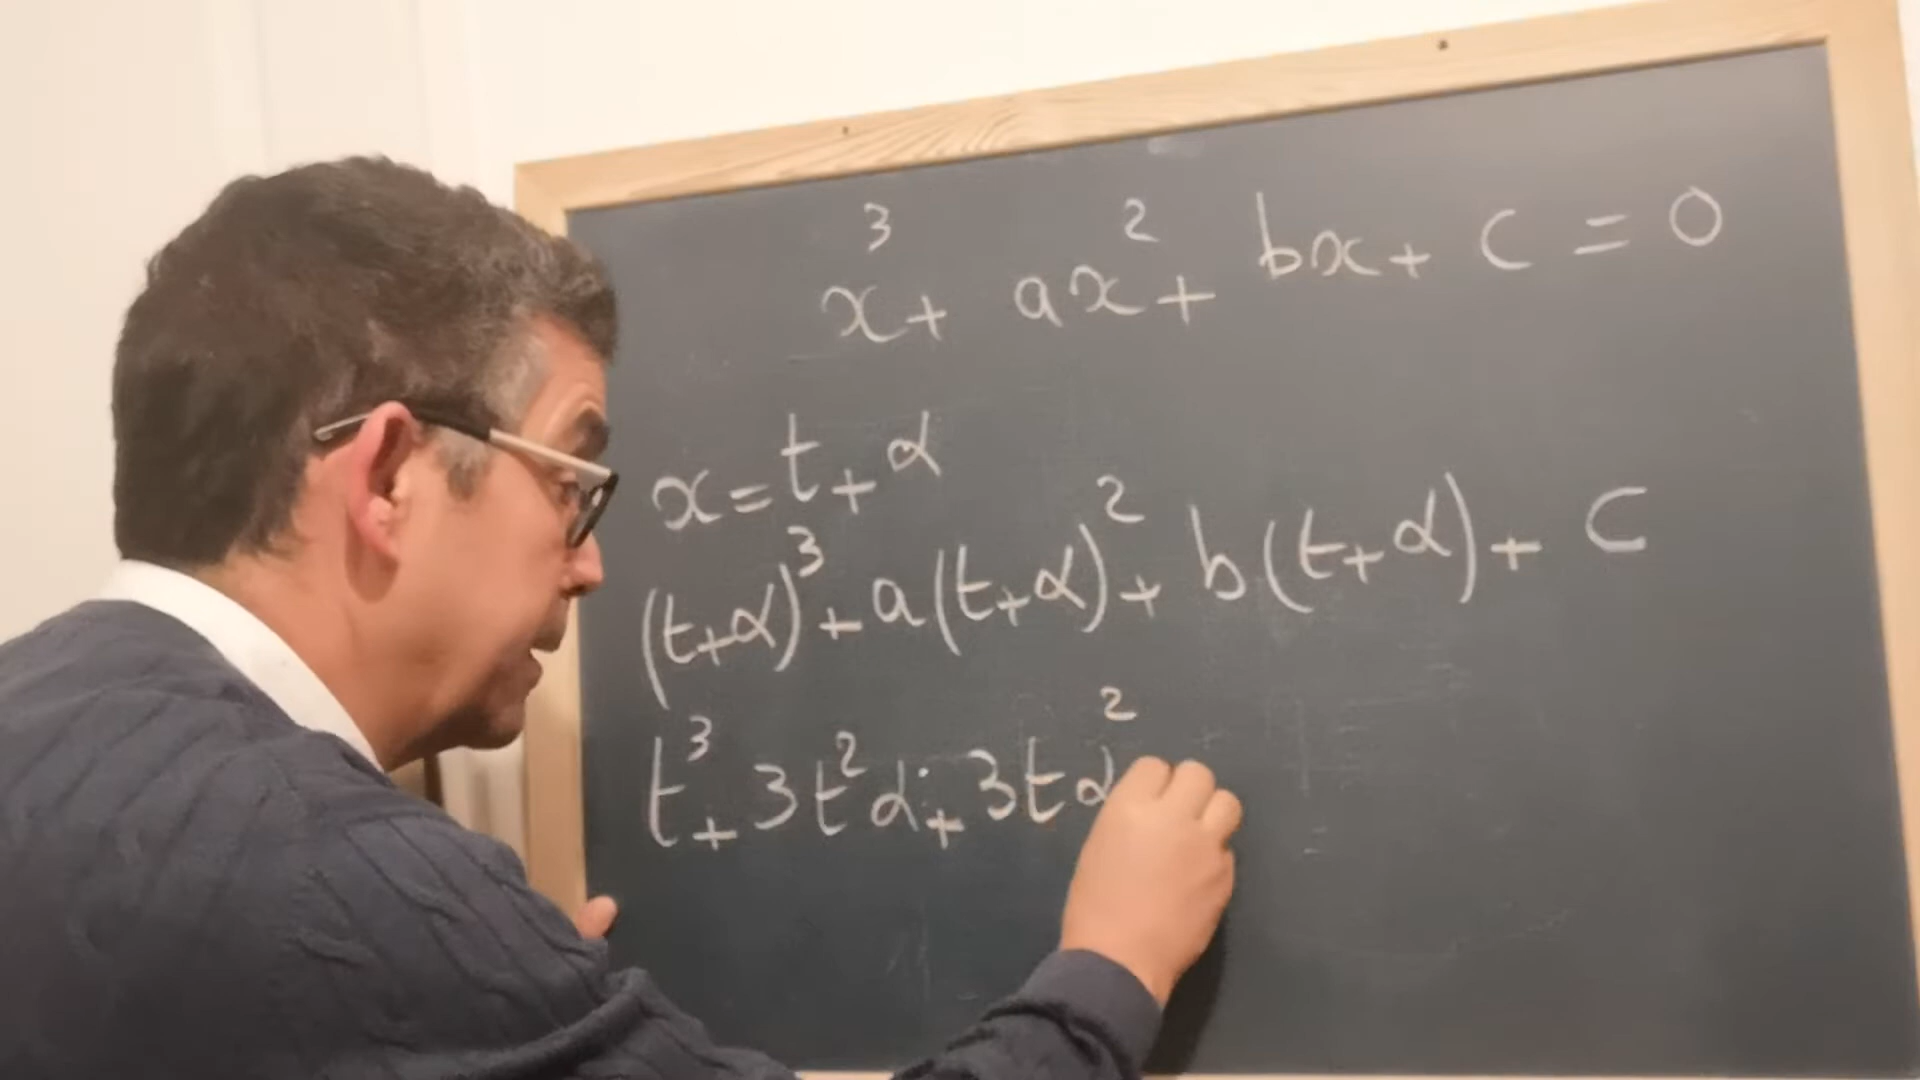 x³ + ax² + bx + c = 0
x = t + α
(t + α)³ + a(t + α)² + b(t + α) + c
t³ + 3t²α + 3tα²